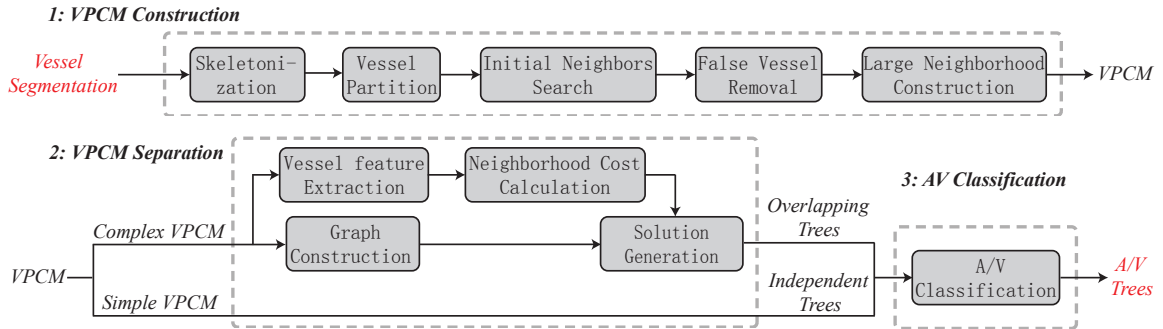 1: VPCM Construction
Vessel
Segmentation
Skeletoni-
zation
Vessel
Partition
Initial Neighbors
Search
False Vessel
Removal
Large Neighborhood
Construction
VPCM
2: VPCM Separation
Vessel feature
Extraction
Neighborhood Cost
Calculation
3: AV Classification
Complex VPCM
Graph
Construction
Solution
Generation
Overlapping
Trees
VPCM
Simple VPCM
Independent
Trees
A/V
Classification
A/V
Trees